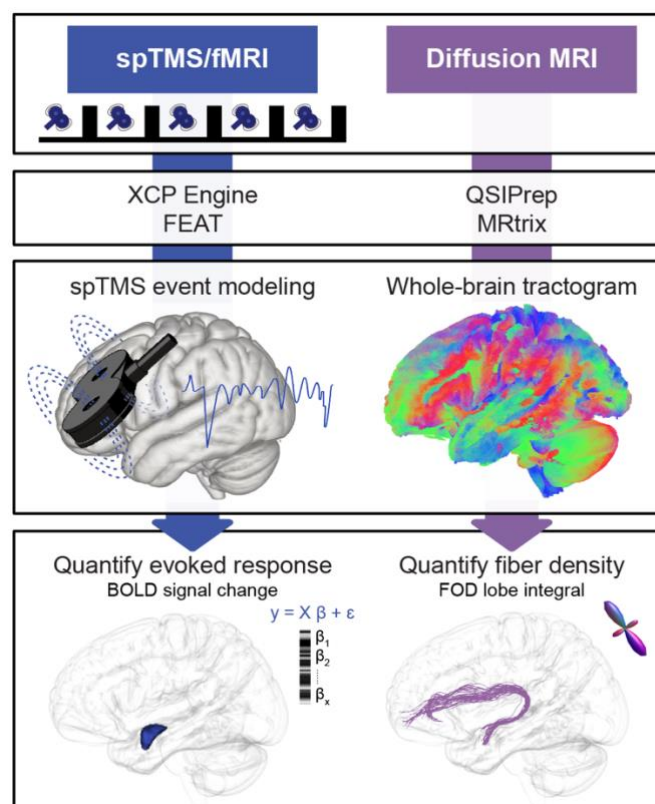 spTMS/fMRI
Diffusion MRI
XCP Engine
FEAT
QSIPrep
MRtrix
spTMS event modeling
Whole-brain tractogram
Quantify evoked response
BOLD signal change
y = X β + ε
β1
β2
βx
Quantify fiber density
FOD lobe integral